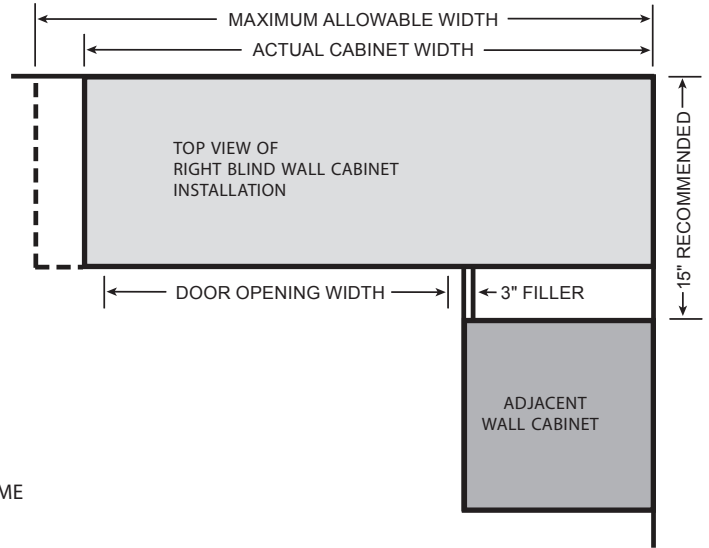 MAXIMUM ALLOWABLE WIDTH
ACTUAL CABINET WIDTH
TOP VIEW OF
RIGHT BLIND WALL CABINET
INSTALLATION
15" RECOMMENDED
DOOR OPENING WIDTH
3" FILLER
ADJACENT
WALL CABINET
ME